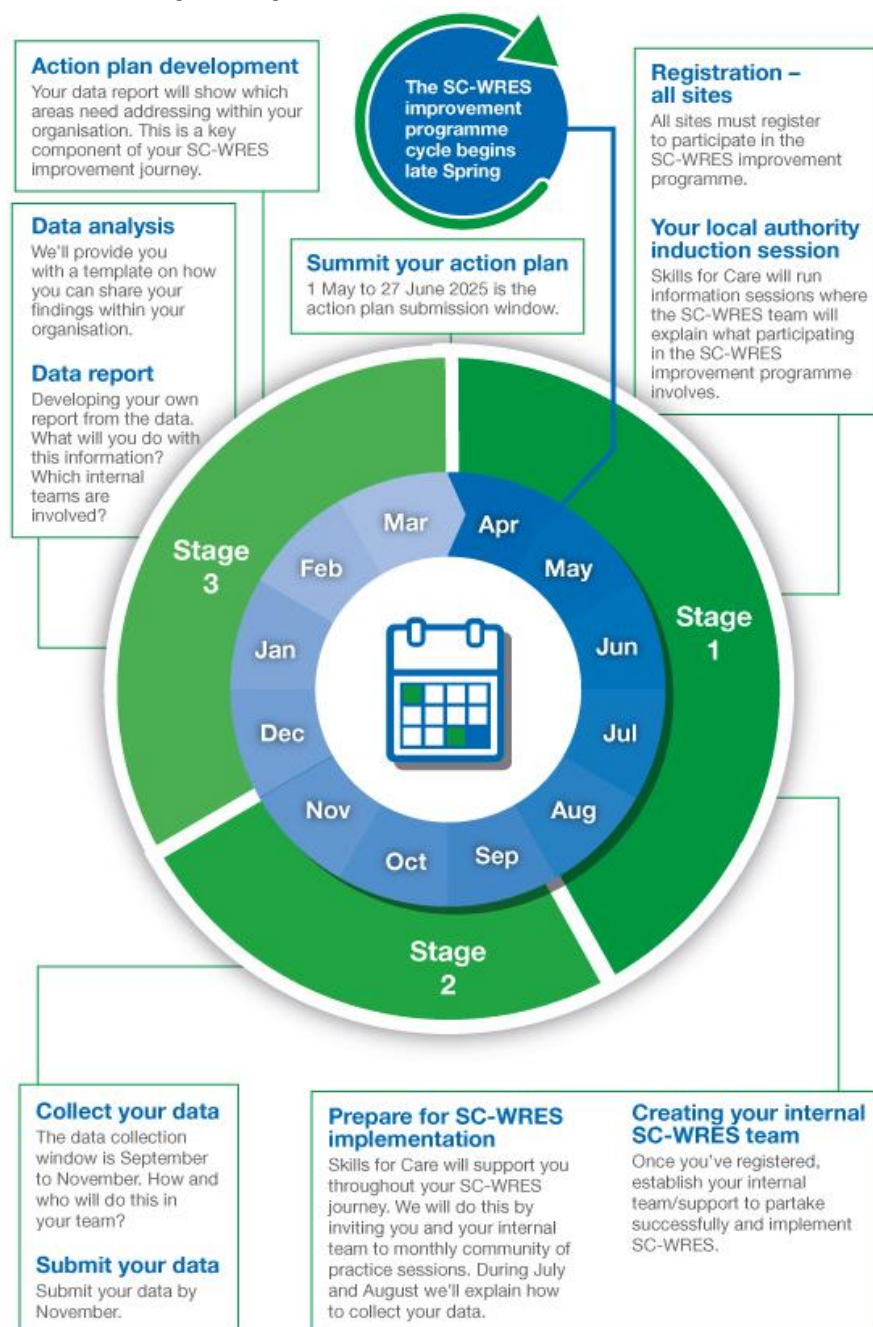 Action plan development
Your data report will show which
areas need addressing within your
organisation. This is a key
component of your SC-WRES
improvement journey.
The SC-WRES
improvement
programme
cycle begins
late Spring
Registration –
all sites
All sites must register
to participate in the
SC-WRES improvement
programme.
Your local authority
induction session
Skills for Care will run
information sessions where
the SC-WRES team will
explain what participating
in the SC-WRES
improvement programme
involves.
Data analysis
We'll provide you
with a template on how
you can share your
findings within your
organisation.
Data report
Developing your own
report from the data.
What will you do with
this information?
Which internal
teams are
involved?
Summit your action plan
1 May to 27 June 2025 is the
action plan submission window.
Stage
1
Stage
2
Stage
3
Apr
May
Jun
Jul
Aug
Sep
Oct
Nov
Dec
Jan
Feb
Mar
Collect your data
The data collection
window is September
to November. How and
who will do this in
your team?
Submit your data
Submit your data by
November.
Prepare for SC-WRES
implementation
Skills for Care will support you
throughout your SC-WRES
journey. We will do this by
inviting you and your internal
team to monthly community of
practice sessions. During July
and August we'll explain how
to collect your data.
Creating your internal
SC-WRES team
Once you've registered,
establish your internal
team/support to partake
successfully and implement
SC-WRES.